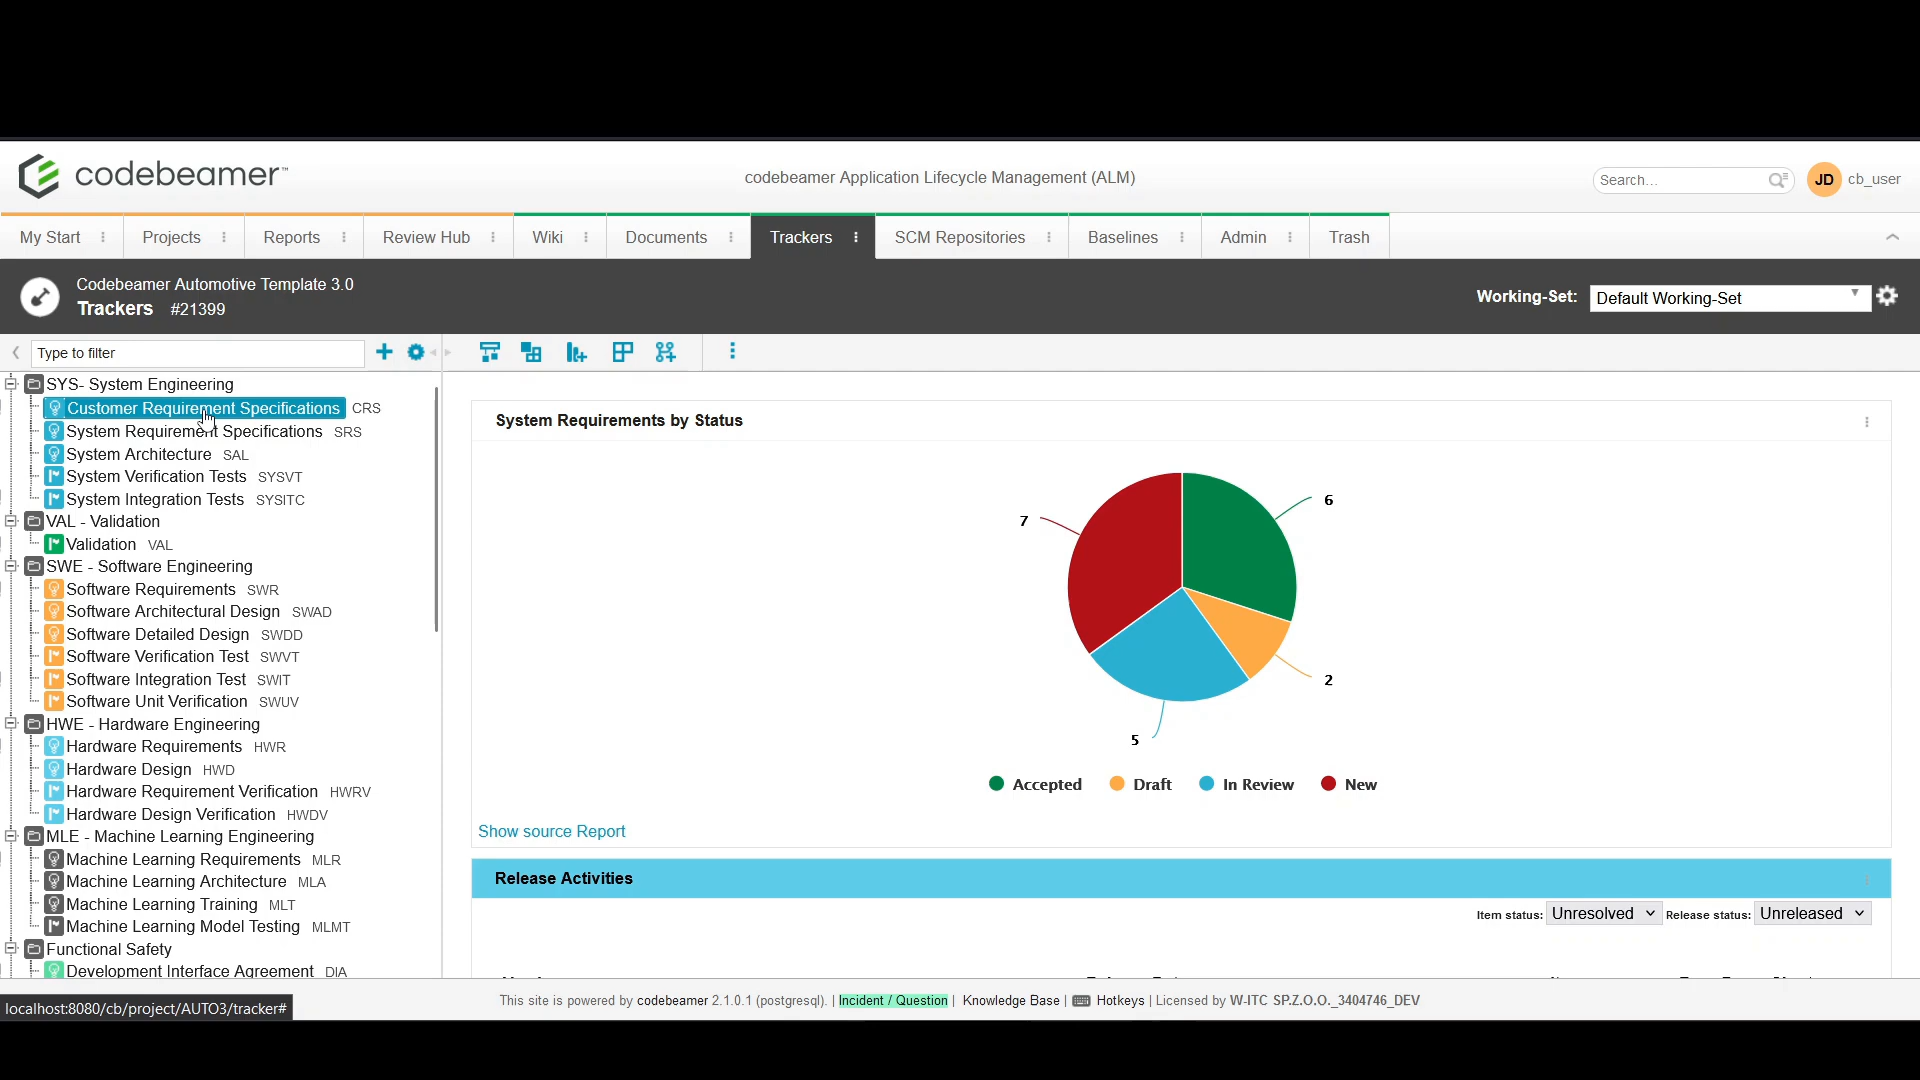 codebeamer™
codebeamer Application Lifecycle Management (ALM)
Search...
JD
cb_user
My Start
Projects
Reports
Review Hub
Wiki
Documents
Trackers
SCM Repositories
Baselines
Admin
Trash
Codebeamer Automotive Template 3.0
Trackers #21399
Working-Set:
Default Working-Set
Type to filter
SYS- System Engineering
Customer Requirement Specifications CRS
System Requirement Specifications SRS
System Architecture SAL
System Verification Tests SYSVT
System Integration Tests SYSITC
VAL - Validation
Validation VAL
SWE - Software Engineering
Software Requirements SWR
Software Architectural Design SWAD
Software Detailed Design SWDD
Software Verification Test SWVT
Software Integration Test SWIT
Software Unit Verification SWUV
HWE - Hardware Engineering
Hardware Requirements HWR
Hardware Design HWD
Hardware Requirement Verification HWRV
Hardware Design Verification HWDV
MLE - Machine Learning Engineering
Machine Learning Requirements MLR
Machine Learning Architecture MLA
Machine Learning Training MLT
Machine Learning Model Testing MLMT
Functional Safety
Development Interface Agreement DIA
System Requirements by Status
6
7
2
5
Accepted
Draft
In Review
New
Show source Report
Release Activities
Item status: Unresolved
Release status: Unreleased
localhost:8080/cb/project/AUTO3/tracker#
This site is powered by codebeamer 2.1.0.1 (postgresql). | Incident / Question | Knowledge Base | Hotkeys | Licensed by W-ITC SP.Z.O.O._3404746_DEV